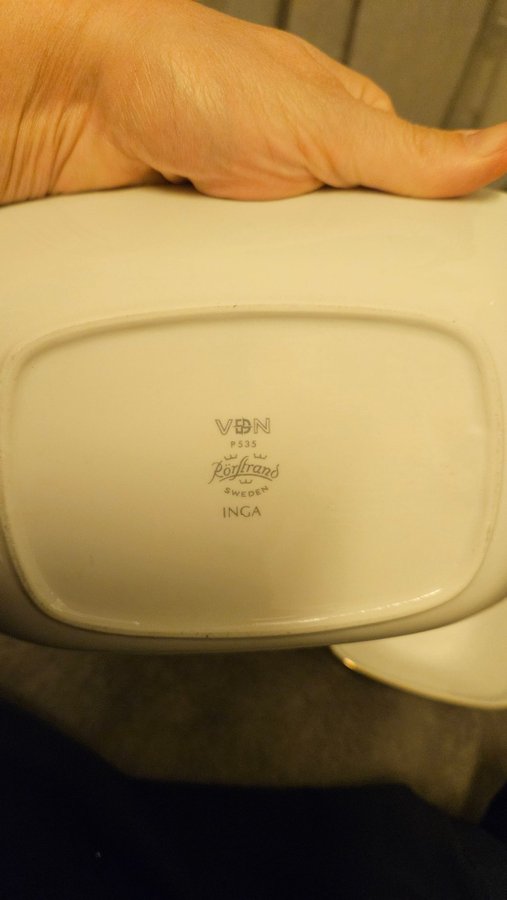 VDN
P535
Rörstrand
SWEDEN
INGA